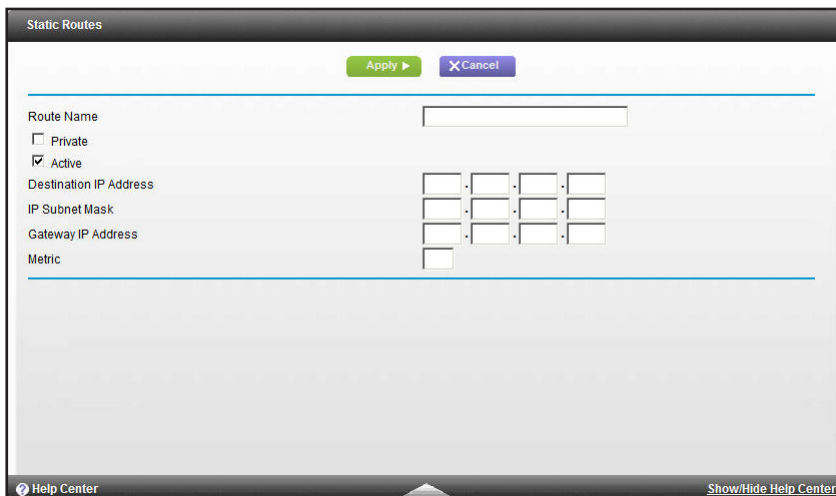 Static Routes
Apply
Cancel
Route Name
Private
Active
Destination IP Address
. . .
IP Subnet Mask
. . .
Gateway IP Address
. . .
Metric
? Help Center
Show/Hide Help Center